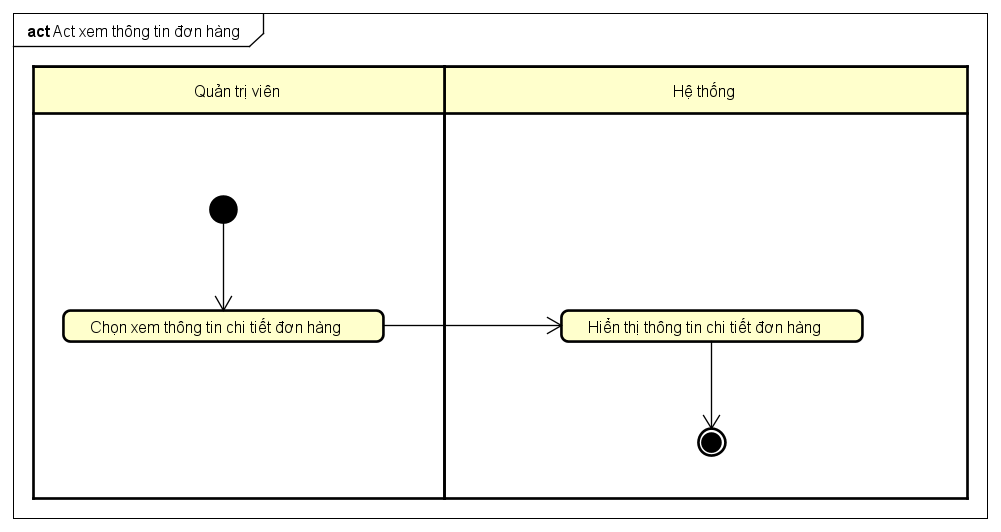 act Act xem thông tin đơn hàng
Quản trị viên
Hệ thống
Chọn xem thông tin chi tiết đơn hàng
Hiển thị thông tin chi tiết đơn hàng